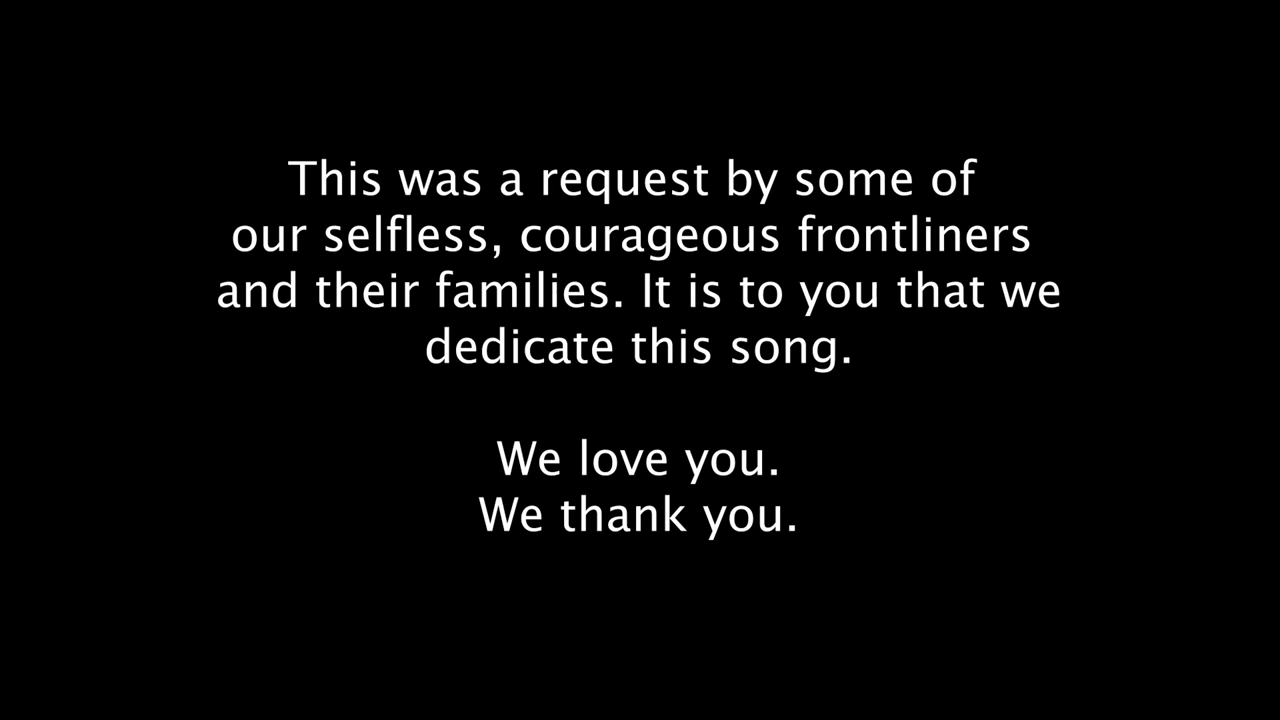 This was a request by some of
our selfless, courageous frontliners
and their families. It is to you that we
dedicate this song.
We love you.
We thank you.